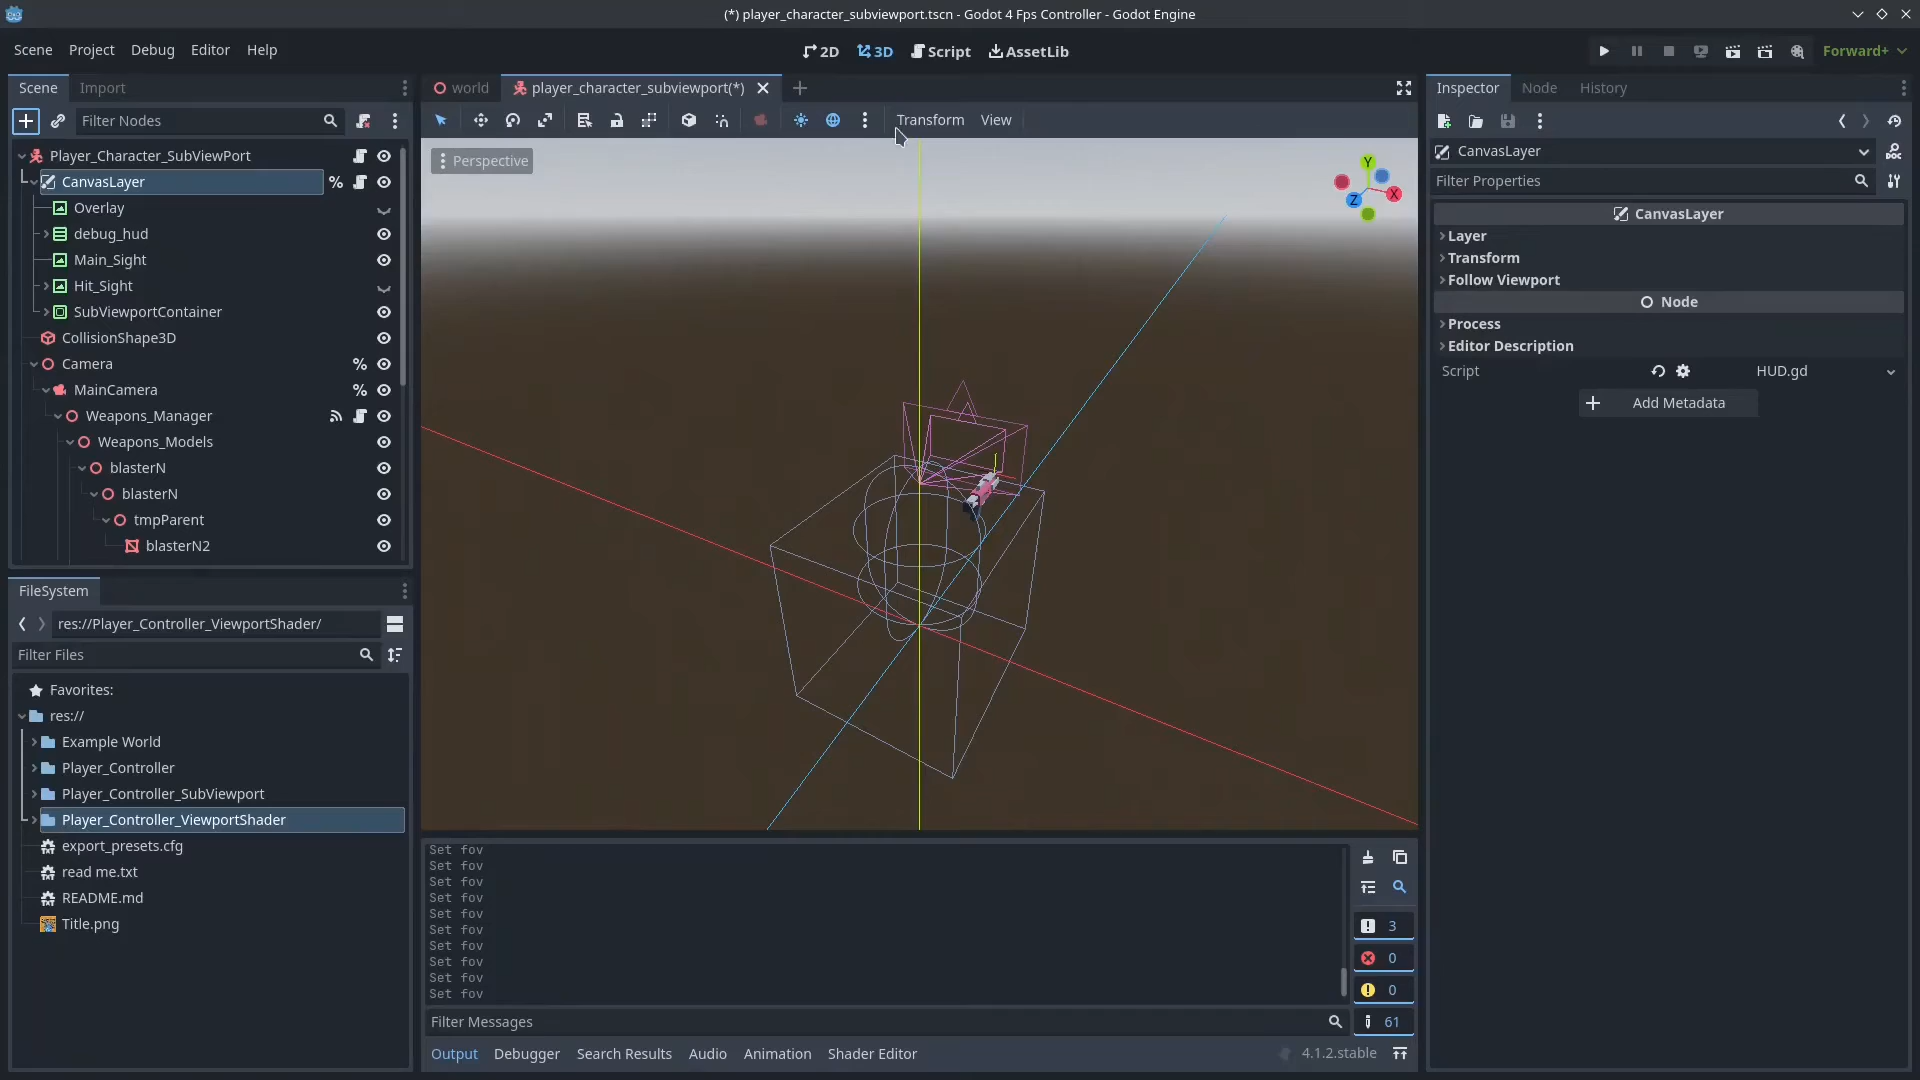 (*) player_character_subviewport.tscn - Godot 4 Fps Controller - Godot Engine
Scene Project Debug Editor Help
2D 3D Script AssetLib
Forward+
Scene Import
Filter Nodes
Player_Character_SubViewPort
CanvasLayer %
Overlay
debug_hud
Main_Sight
Hit_Sight
SubViewportContainer
CollisionShape3D
Camera %
MainCamera %
Weapons_Manager
Weapons_Models
blasterN
blasterN
tmpParent
blasterN2
FileSystem
res://Player_Controller_ViewportShader/
Filter Files
Favorites:
res://
Example World
Player_Controller
Player_Controller_SubViewport
Player_Controller_ViewportShader
export_presets.cfg
read me.txt
README.md
Title.png
world player_character_subviewport(*)
Transform View
Perspective
Y
X
Z
Set fov
Set fov
Set fov
Set fov
Set fov
Set fov
Set fov
Set fov
Set fov
Set fov
3
0
0
61
Filter Messages
Output Debugger Search Results Audio Animation Shader Editor 4.1.2.stable
Inspector Node History
CanvasLayer
Filter Properties
CanvasLayer
Layer
Transform
Follow Viewport
Node
Process
Editor Description
Script HUD.gd
Add Metadata